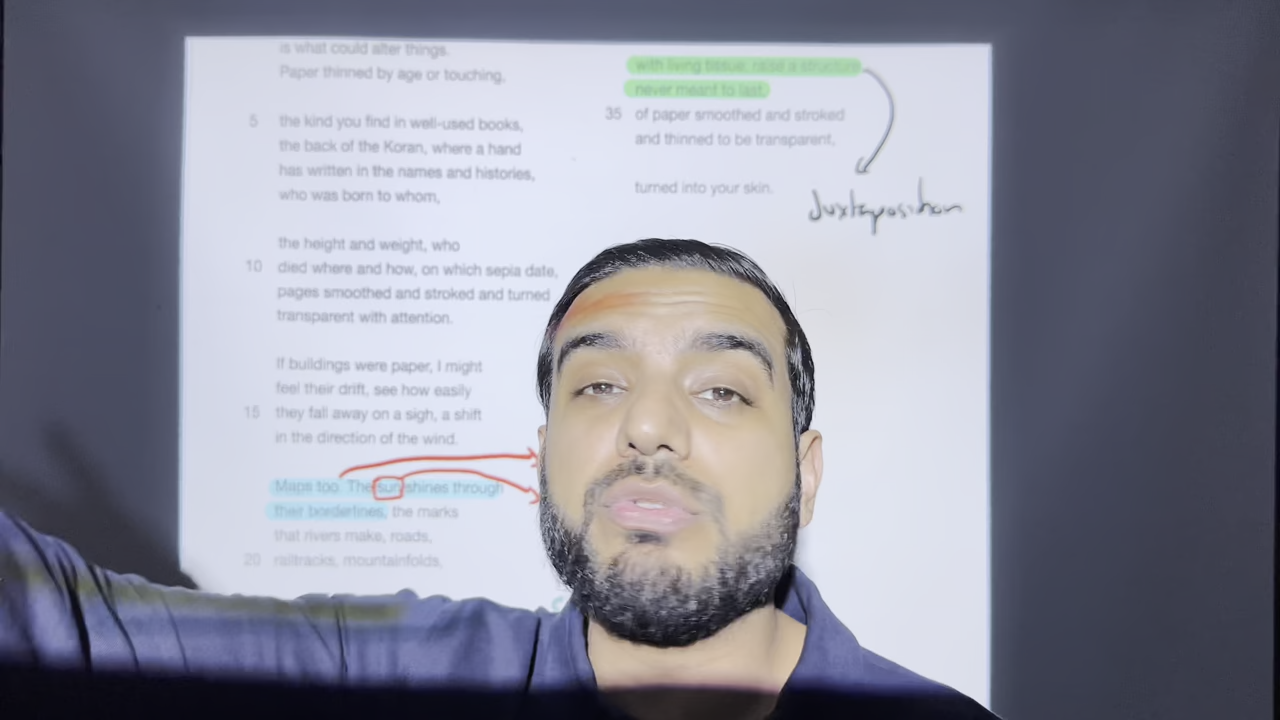 is what could alter things.
Paper thinned by age or touching,
5 the kind you find in well-used books,
the back of the Koran, where a hand
has written in the names and histories,
who was born to whom,
the height and weight, who
10 died where and how, on which sepia date,
pages smoothed and stroked and turned
transparent with attention.
If buildings were paper, I might
feel their drift, see how easily
15 they fall away on a sigh, a shift
in the direction of the wind.
Maps too. The sun shines through
their borderlines, the marks
that rivers make, roads,
20 railtracks, mountainfolds,
with living tissue, raise a structure
never meant to last,
35 of paper smoothed and stroked
and thinned to be transparent,
turned into your skin.
Juxtaposition